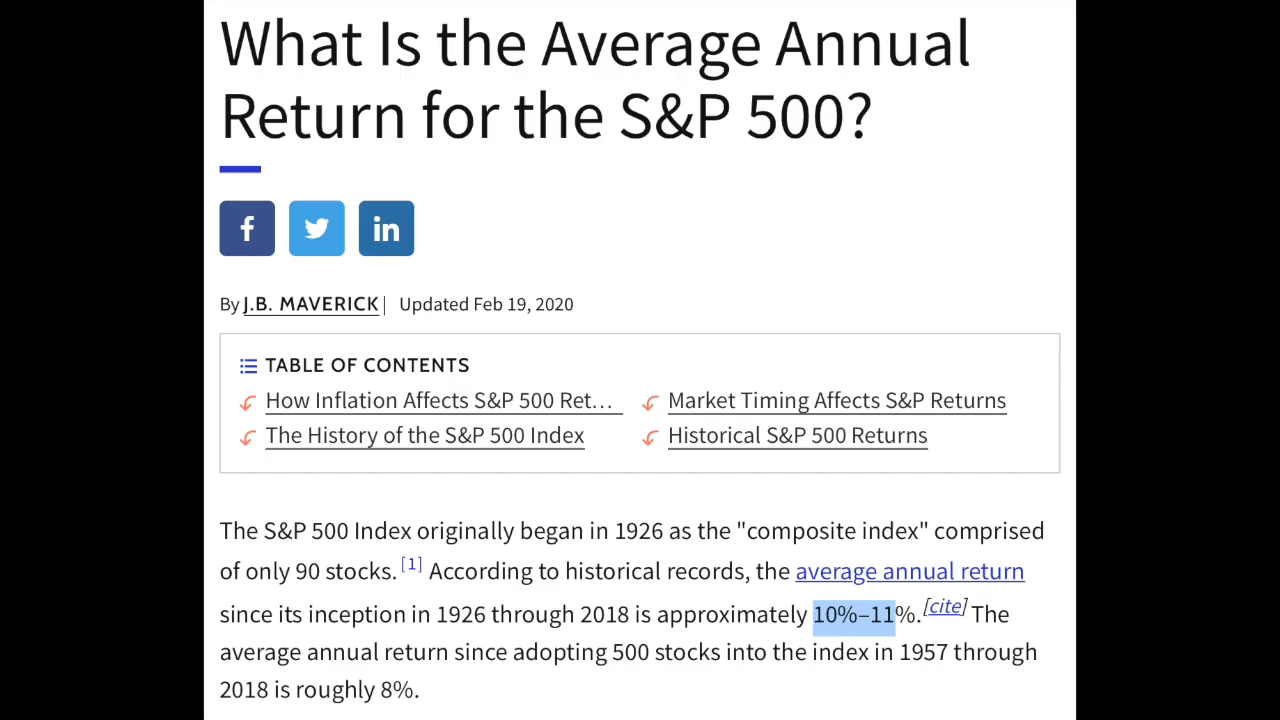 What Is the Average Annual
Return for the S&P 500?
f in
By J.B. MAVERICK | Updated Feb 19, 2020
TABLE OF CONTENTS
How Inflation Affects S&P 500 Ret... Market Timing Affects S&P Returns
The History of the S&P 500 Index Historical S&P 500 Returns
The S&P 500 Index originally began in 1926 as the "composite index" comprised
of only 90 stocks. [1] According to historical records, the average annual return
since its inception in 1926 through 2018 is approximately 10%–11%.[cite] The
average annual return since adopting 500 stocks into the index in 1957 through
2018 is roughly 8%.